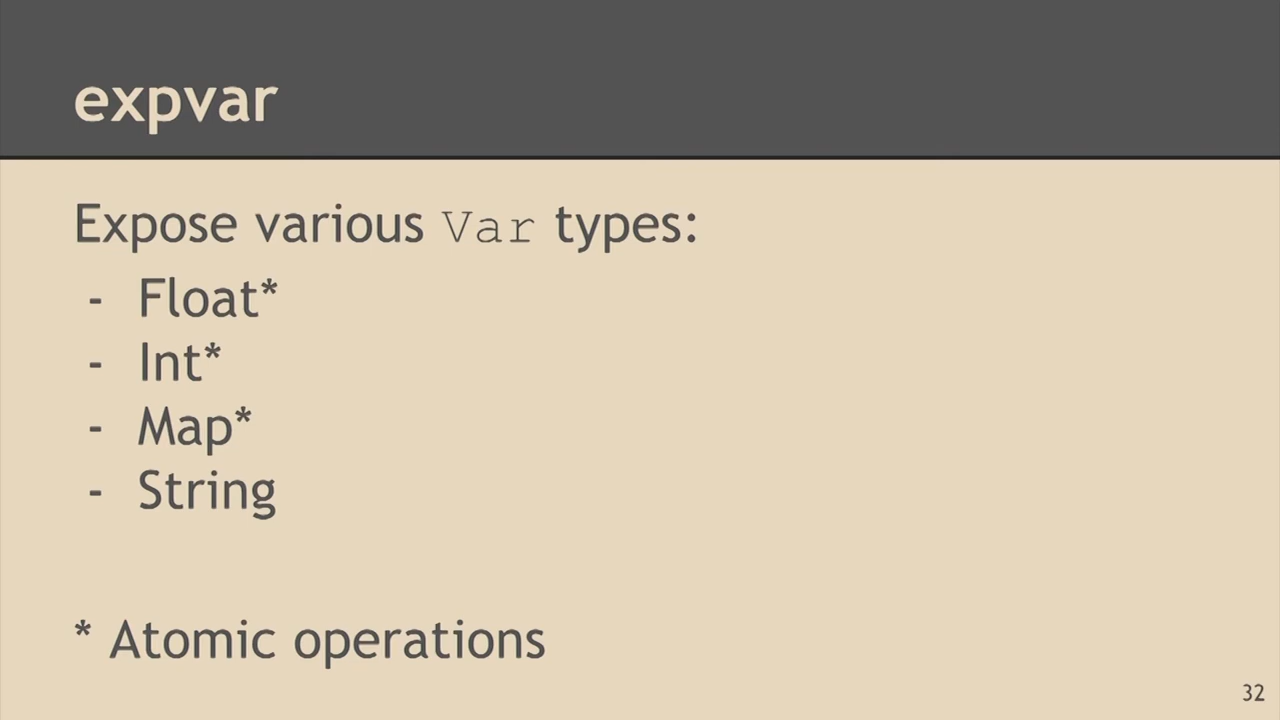 expvar
Expose various Var types:
- Float*
- Int*
- Map*
- String
* Atomic operations
32